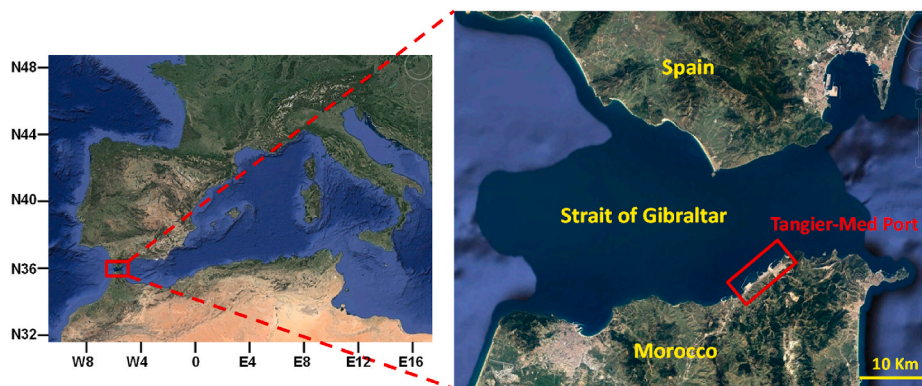 N48
N44
N40
N36
N32
W8 W4 0 E4 E8 E12 E16
Spain
Strait of Gibraltar
Tangier-Med Port
Morocco
10 Km